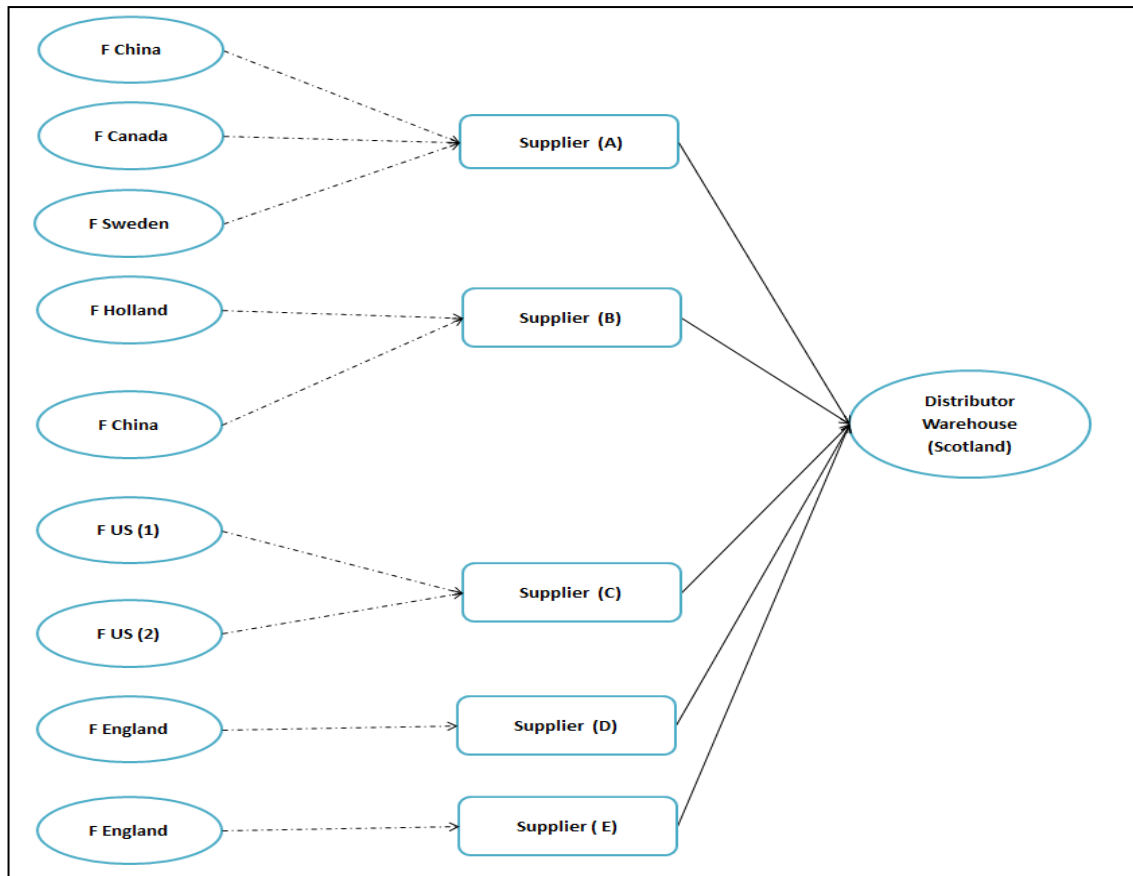 F China
F Canada
Supplier (A)
F Sweden
F Holland
Supplier (B)
F China
Distributor
Warehouse
(Scotland)
F US (1)
Supplier (C)
F US (2)
F England
Supplier (D)
F England
Supplier ( E)